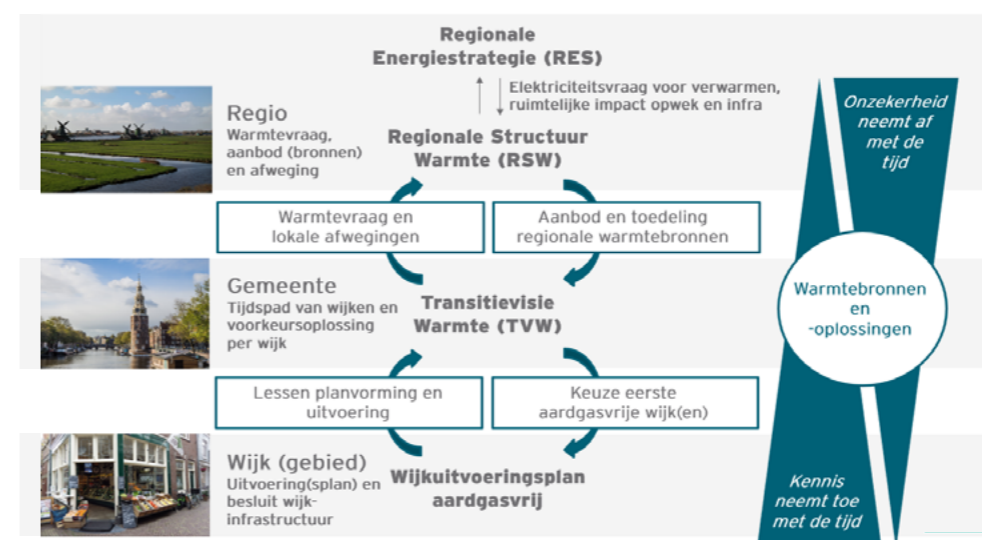 Regionale
Energiestrategie (RES)
Elektriciteitsvraag voor verwarmen,
ruimtelijke impact opwek en infra
Regio
Warmtevraag,
aanbod (bronnen)
en afweging
Regionale Structuur
Warmte (RSW)
Onzekerheid
neemt af
met de
tijd
Warmtevraag en
lokale afwegingen
Aanbod en toedeling
regionale warmtebronnen
Gemeente
Tijdspad van wijken en
voorkeursoplossing
per wijk
Transitievisie
Warmte (TVW)
Warmtebronnen
en
-oplossingen
Lessen planvorming en
uitvoering
Keuze eerste
aardgasvrije wijk(en)
Wijk (gebied)
Uitvoering(splan) en
besluit wijk-
infrastructuur
Wijkuitvoeringsplan
aardgasvrij
Kennis
neemt toe
met de tijd